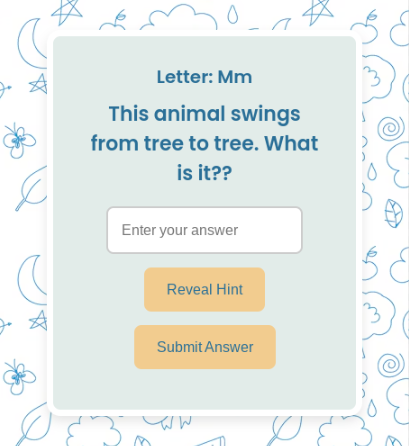 Letter: Mm
This animal swings
from tree to tree. What
is it??
Enter your answer
Reveal Hint
Submit Answer